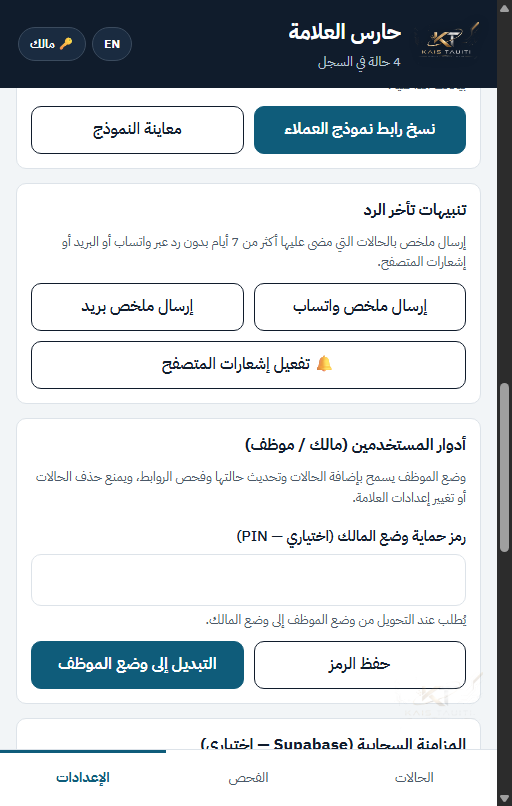 حارس العلامة
4 حالة في السجل
EN
🔑 مالك
KAIS TAUITI
نسخ رابط نموذج العملاء
معاينة النموذج
تنبيهات تأخر الرد
إرسال ملخص بالحالات التي مضى عليها أكثر من 7 أيام بدون رد عبر واتساب أو البريد أو
إشعارات المتصفح.
إرسال ملخص واتساب
إرسال ملخص بريد
🔔 تفعيل إشعارات المتصفح
أدوار المستخدمين (مالك / موظف)
وضع الموظف يسمح بإضافة الحالات وتحديث حالتها وفحص الروابط، ويمنع حذف الحالات
أو تغيير إعدادات العلامة.
رمز حماية وضع المالك (اختياري — PIN)
يُطلب عند التحويل من وضع الموظف إلى وضع المالك.
حفظ الرمز
التبديل إلى وضع الموظف
المزامنة السحابية (Supabase — اختياري)
الحالات
الفحص
الإعدادات